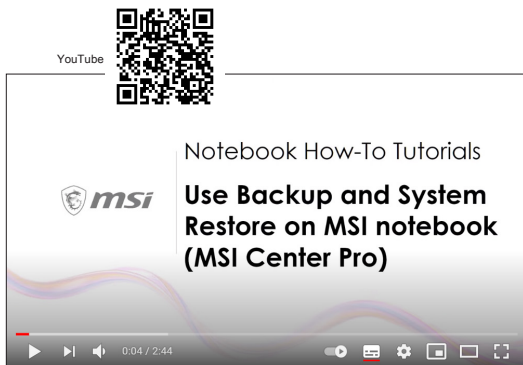 YouTube
Notebook How-To Tutorials
msi
Use Backup and System
Restore on MSI notebook
(MSI Center Pro)
0:04 / 2:44